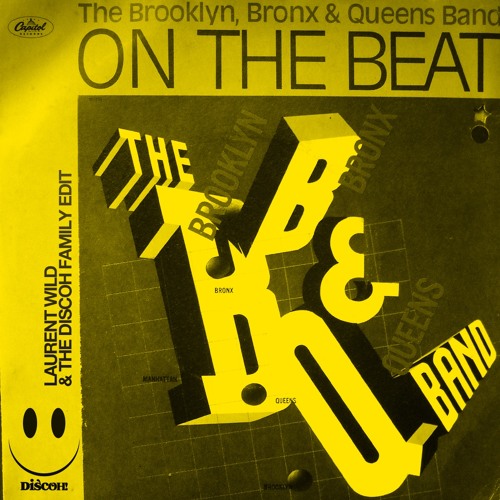 Capitol
RECORDS
The Brooklyn, Bronx & Queens Band
ON THE BEAT
THE
B B & Q
BAND
BROOKLYN
BRONX
QUEENS
BRONX
MANHATTAN
QUEENS
BROOKLYN
LAURENT WILD
& THE DISCOH FAMILY EDIT
DISCOH!